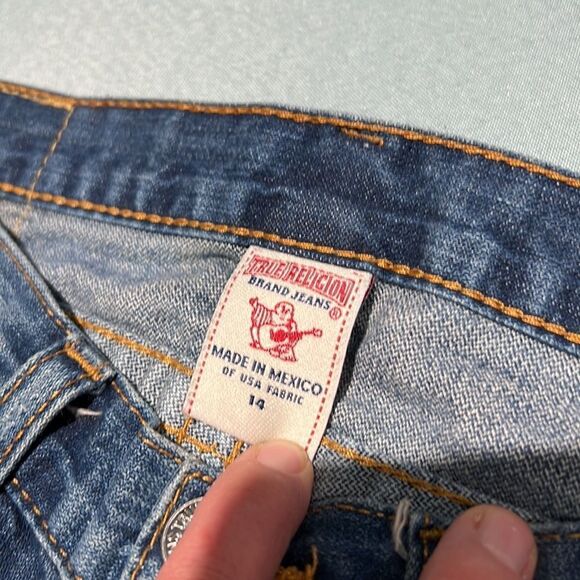 TRUE RELIGION
BRAND JEANS®
MADE IN MEXICO
OF USA FABRIC
14